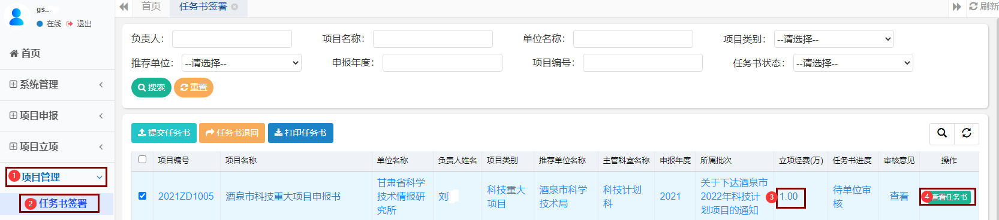 gs...
在线 退出
首页
系统管理
项目申报
项目立项
1 项目管理
2 任务书签署
首页 任务书签署 刷新
负责人： 项目名称： 单位名称： 项目类别： --请选择--
推荐单位： --请选择-- 申报年度： 项目编号： 任务书状态： --请选择--
搜索 重置
提交任务书 任务书退回 打印任务书
项目编号 项目名称 单位名称 负责人姓名 项目类别 推荐单位名称 主管科室名称 申报年度 所属批次 立项经费(万) 任务书进度 审核意见 操作
2021ZD1005 酒泉市科技重大项目申报书
甘肃省科学
技术情报研
究所
刘
科技重大
项目
酒泉市科学
技术局
科技计划
科
2021
关于下达酒泉市
2022年科技计
划项目的通知
3 1.00
待单位审
核
查看
4 查看任务书